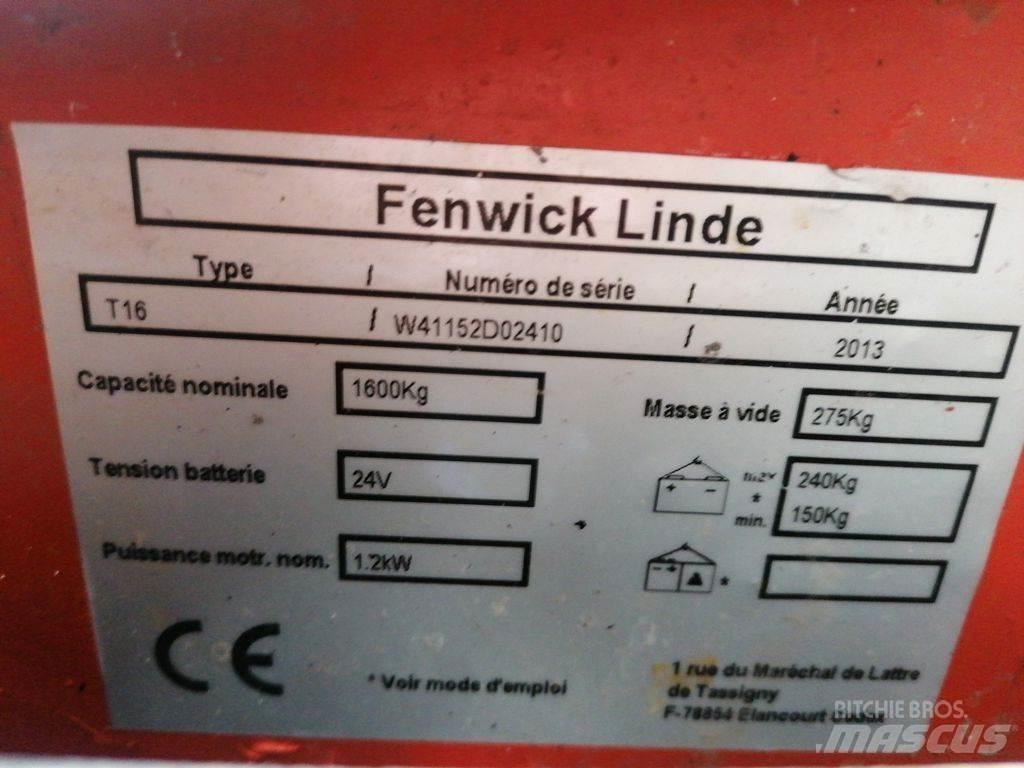 Fenwick Linde
Type / Numéro de série / Année
T16 / W41152D02410 / 2013
Capacité nominale 1600Kg
Masse à vide 275Kg
Tension batterie 24V
+ - max * min. 240Kg 150Kg
Puissance motr. nom. 1.2kW
- + *
CE
* Voir mode d'emploi
1 rue du Maréchal de Lattre
de Tassigny
F-78854 Elancourt
RITCHIE BROS.
MASCUS